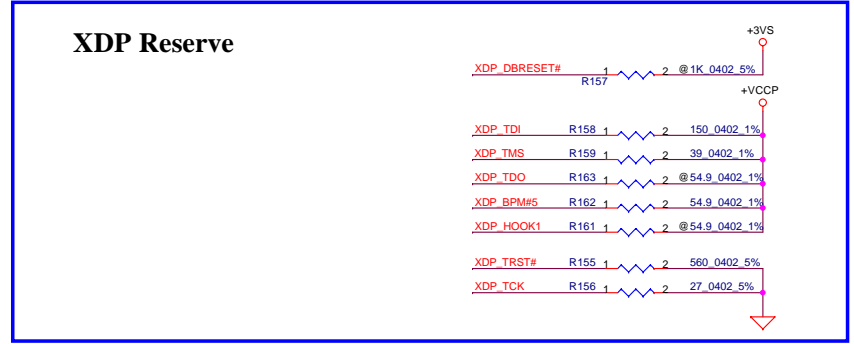 XDP Reserve
+3VS
XDP_DBRESET# R157 1 2 @ 1K_0402_5%
+VCCP
XDP_TDI R158 1 2 150_0402_1%
XDP_TMS R159 1 2 39_0402_1%
XDP_TDO R163 1 2 @ 54.9_0402_1%
XDP_BPM#5 R162 1 2 54.9_0402_1%
XDP_HOOK1 R161 1 2 @ 54.9_0402_1%
XDP_TRST# R155 1 2 560_0402_5%
XDP_TCK R156 1 2 27_0402_5%